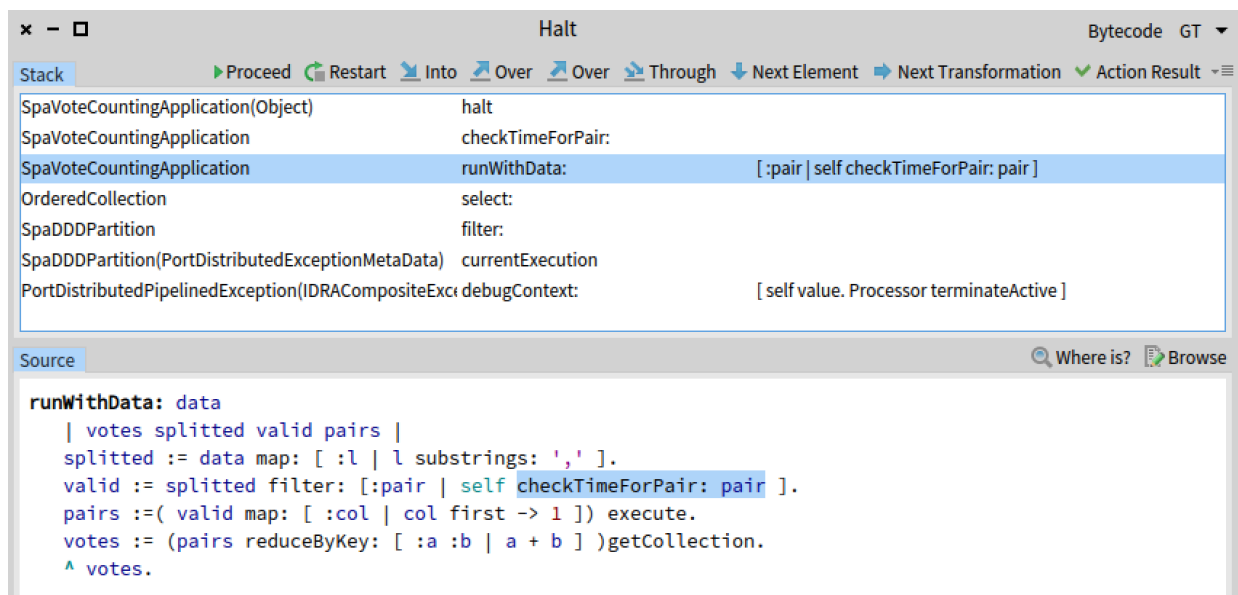 Halt Bytecode GT
Stack Proceed Restart Into Over Over Through Next Element Next Transformation Action Result
SpaVoteCountingApplication(Object) halt
SpaVoteCountingApplication checkTimeForPair:
SpaVoteCountingApplication runWithData: [ :pair | self checkTimeForPair: pair ]
OrderedCollection select:
SpaDDDPartition filter:
SpaDDDPartition(PortDistributedExceptionMetaData) currentExecution
PortDistributedPipelinedException(IDRACompositeExce debugContext: [ self value. Processor terminateActive ]
Source Where is? Browse
runWithData: data
| votes splitted valid pairs |
splitted := data map: [ :l | l substrings: ',' ].
valid := splitted filter: [:pair | self checkTimeForPair: pair ].
pairs :=( valid map: [ :col | col first -> 1 ]) execute.
votes := (pairs reduceByKey: [ :a :b | a + b ] )getCollection.
^ votes.